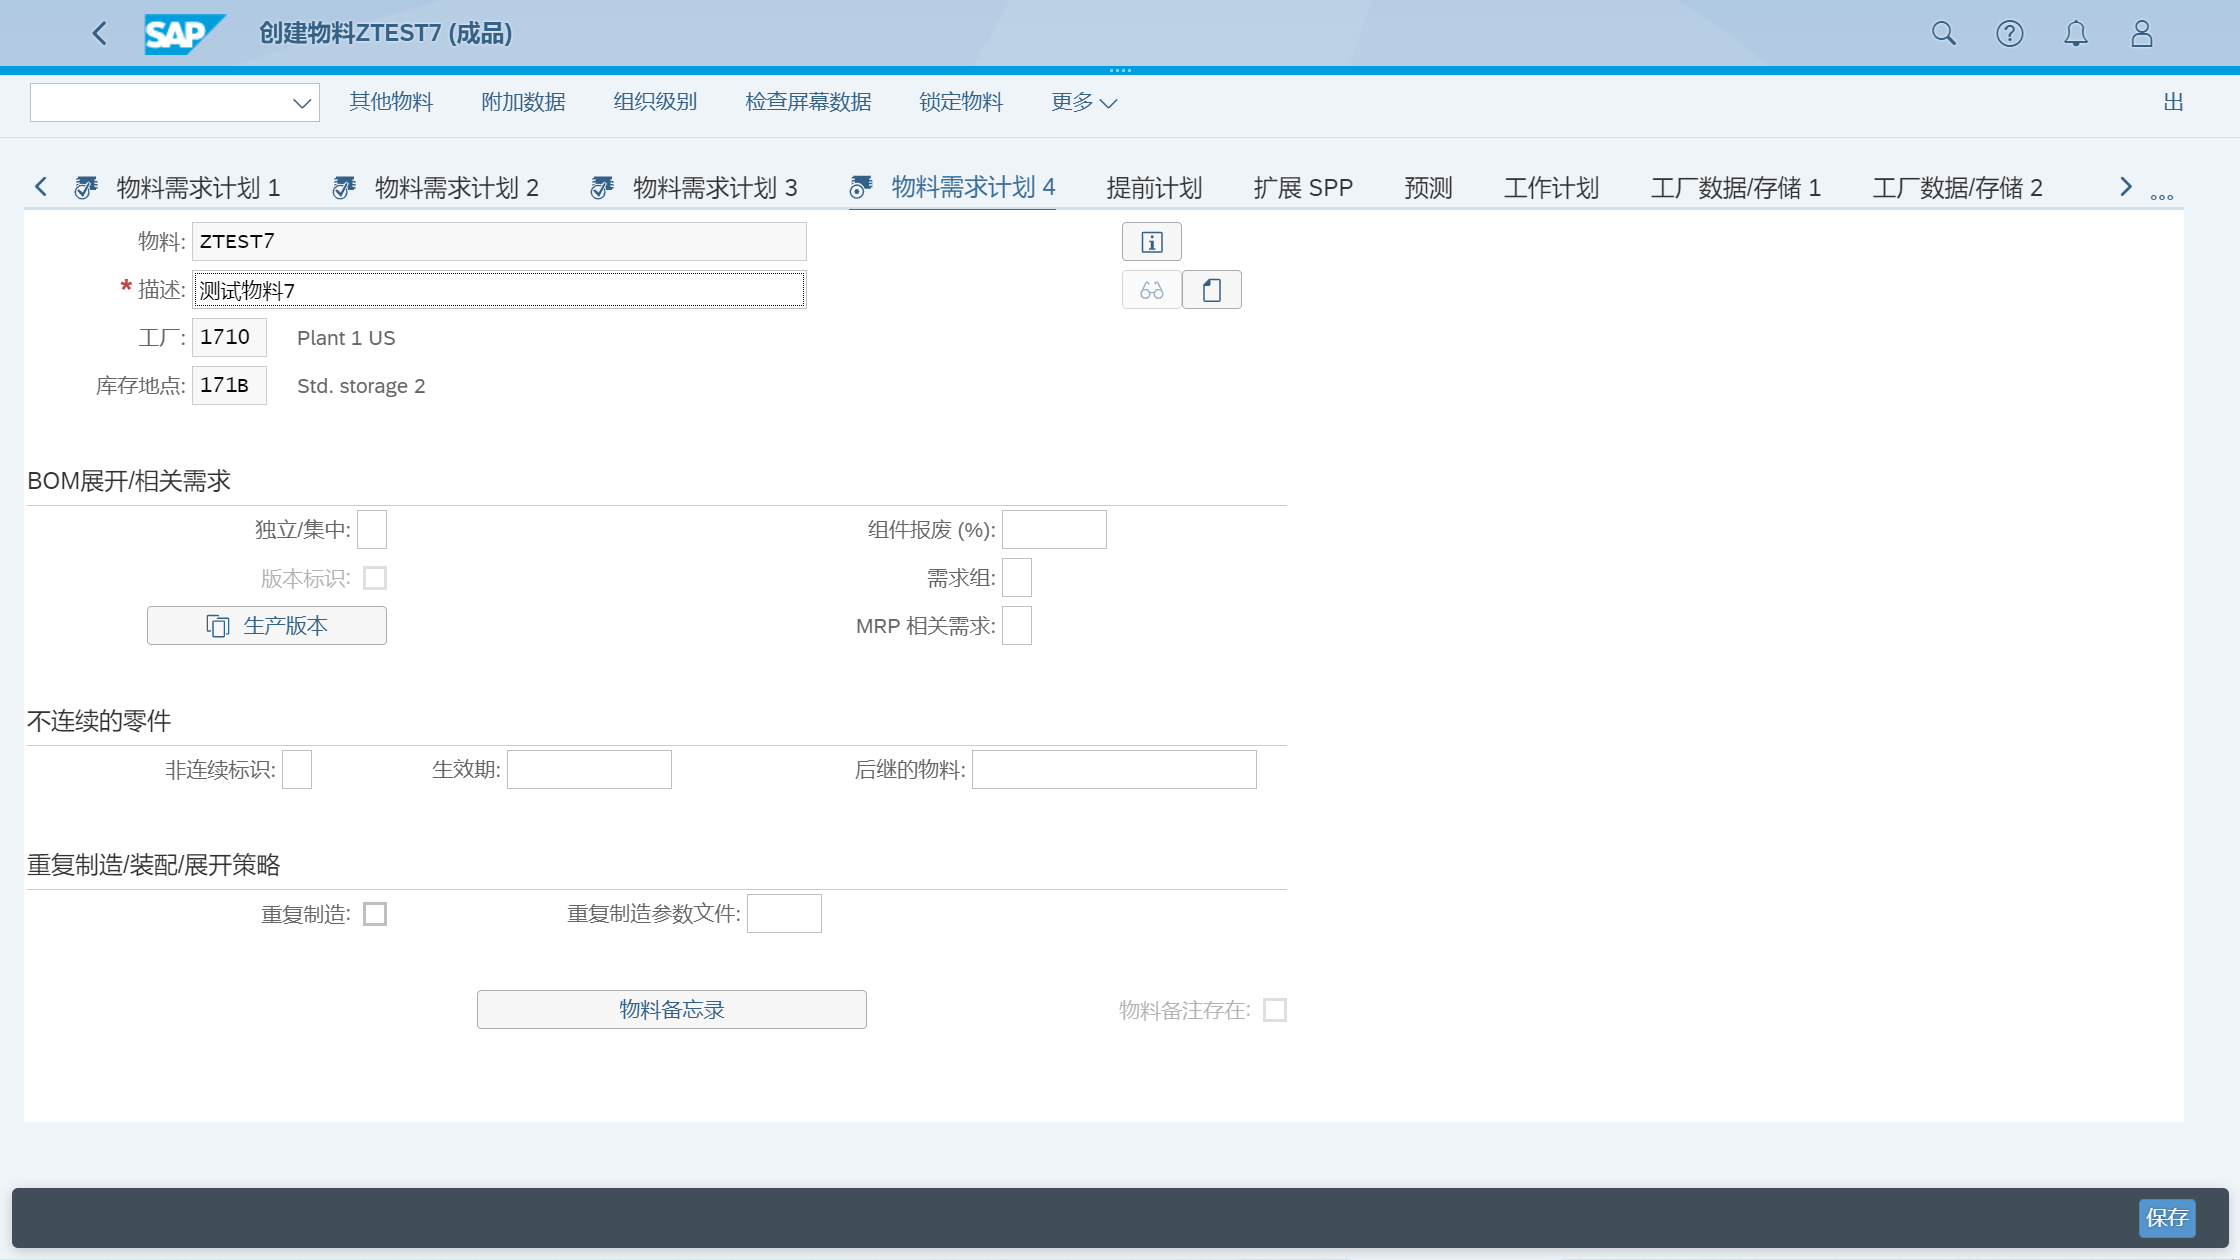 SAP 创建物料ZTEST7 (成品)
其他物料 附加数据 组织级别 检查屏幕数据 锁定物料 更多 出
物料需求计划 1 物料需求计划 2 物料需求计划 3 物料需求计划 4 提前计划 扩展 SPP 预测 工作计划 工厂数据/存储 1 工厂数据/存储 2
物料: ZTEST7
* 描述: 测试物料7
工厂: 1710 Plant 1 US
库存地点: 171B Std. storage 2
BOM展开/相关需求
独立/集中: 组件报废 (%):
版本标识: 需求组:
生产版本 MRP 相关需求:
不连续的零件
非连续标识: 生效期: 后继的物料:
重复制造/装配/展开策略
重复制造: 重复制造参数文件:
物料备忘录 物料备注存在:
保存